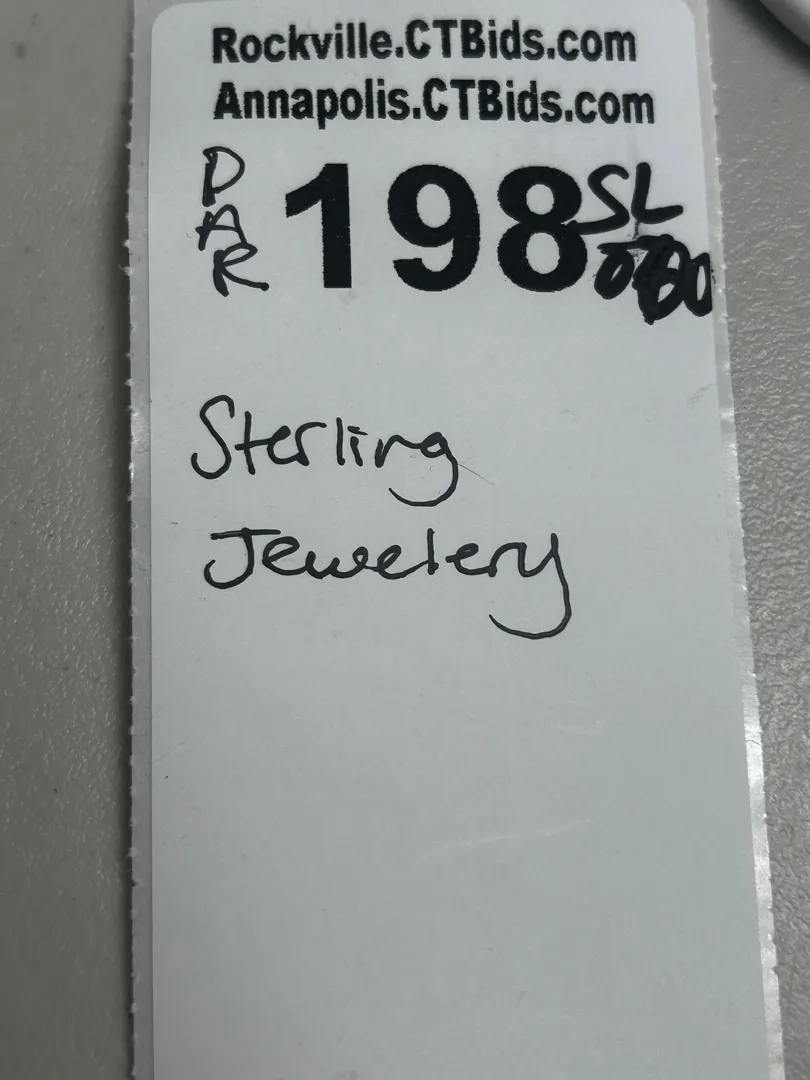 Rockville.CTBids.com
Annapolis.CTBids.com
DAR 198 SL
Sterling
Jewelery